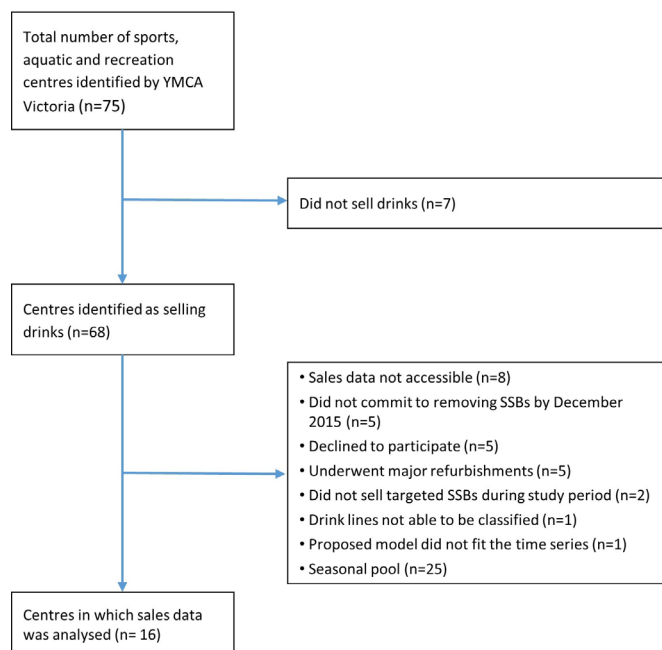 Total number of sports,
aquatic and recreation
centres identified by YMCA
Victoria (n=75)
Did not sell drinks (n=7)
Centres identified as selling
drinks (n=68)
• Sales data not accessible (n=8)
• Did not commit to removing SSBs by December
2015 (n=5)
• Declined to participate (n=5)
• Underwent major refurbishments (n=5)
• Did not sell targeted SSBs during study period (n=2)
• Drink lines not able to be classified (n=1)
• Proposed model did not fit the time series (n=1)
• Seasonal pool (n=25)
Centres in which sales data
was analysed (n= 16)